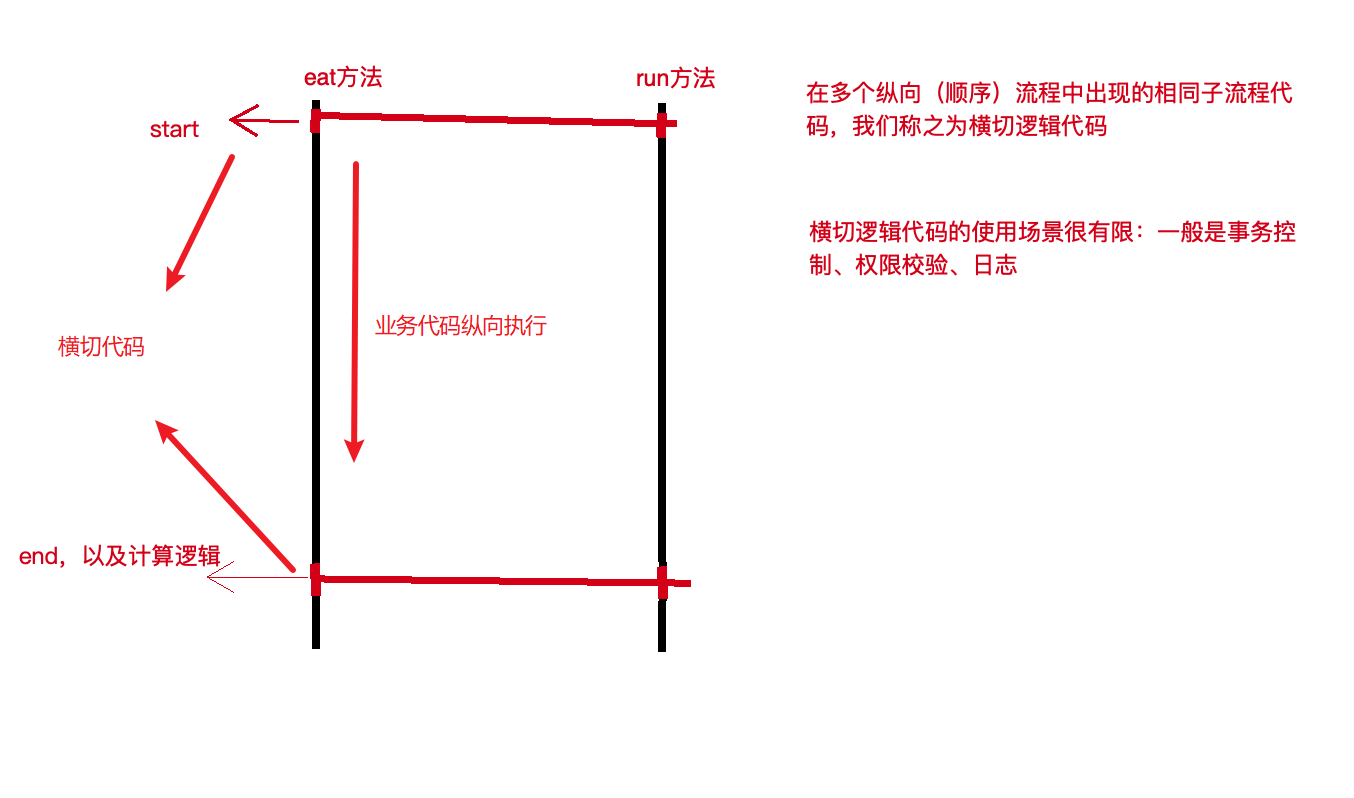 eat方法
run方法
start
横切代码
业务代码纵向执行
end，以及计算逻辑
在多个纵向（顺序）流程中出现的相同子流程代
码，我们称之为横切逻辑代码
横切逻辑代码的使用场景很有限：一般是事务控
制、权限校验、日志